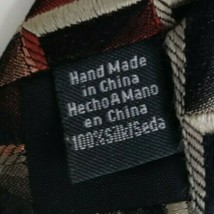 Hand Made
in China
Hecho A Mano
en China
100% Silk/Seda